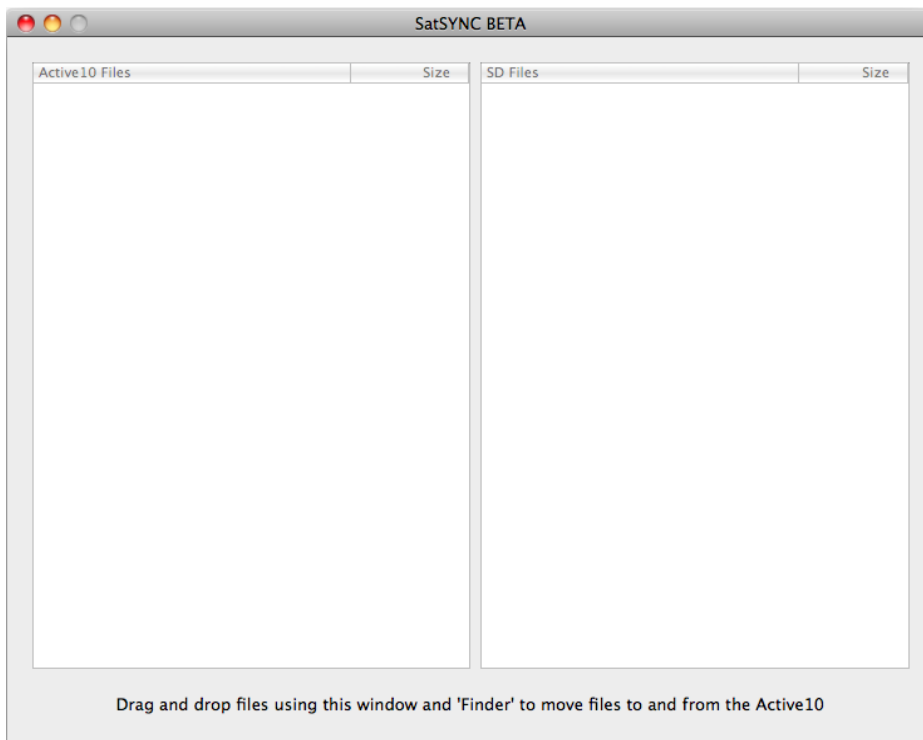 SatSYNC BETA
Active10 Files Size SD Files Size
Drag and drop files using this window and 'Finder' to move files to and from the Active10